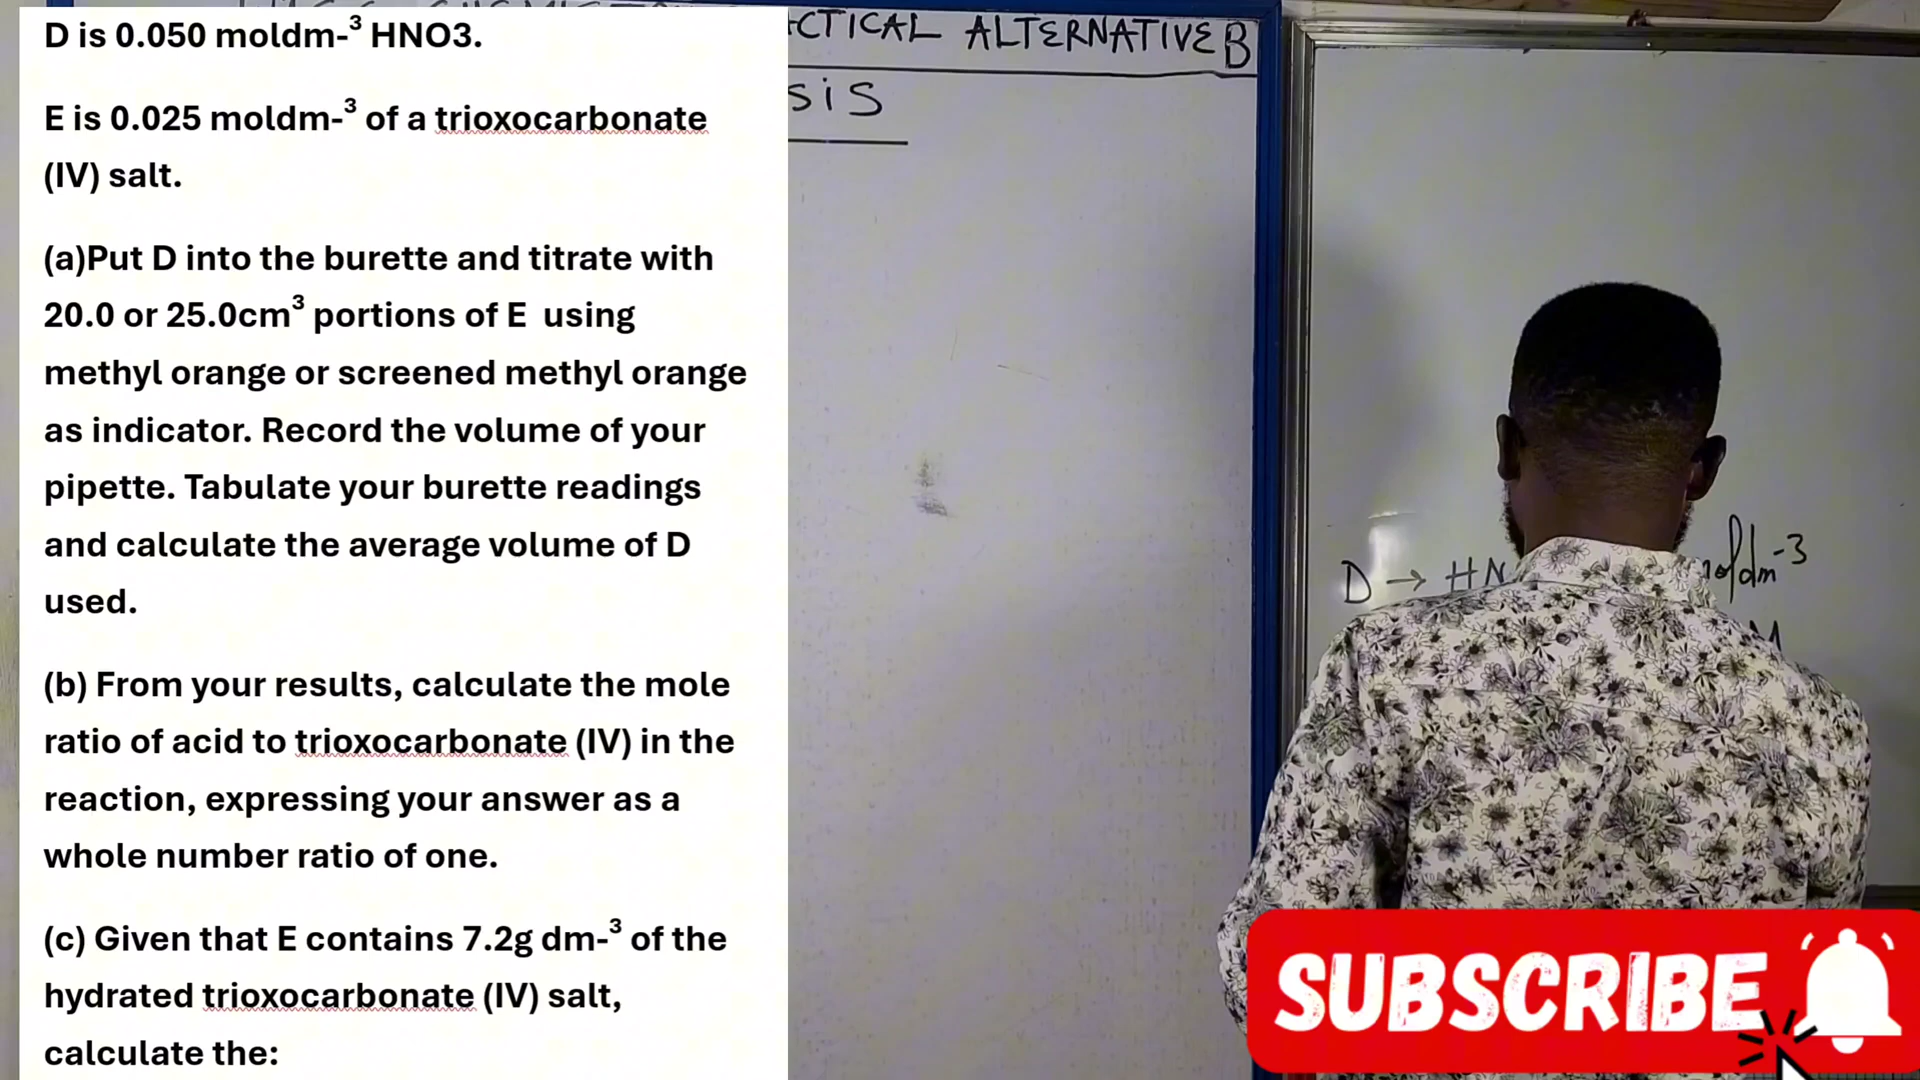 D is 0.050 moldm-³ HNO3.
E is 0.025 moldm-³ of a trioxocarbonate
(IV) salt.
(a)Put D into the burette and titrate with
20.0 or 25.0cm³ portions of E using
methyl orange or screened methyl orange
as indicator. Record the volume of your
pipette. Tabulate your burette readings
and calculate the average volume of D
used.
(b) From your results, calculate the mole
ratio of acid to trioxocarbonate (IV) in the
reaction, expressing your answer as a
whole number ratio of one.
(c) Given that E contains 7.2g dm-³ of the
hydrated trioxocarbonate (IV) salt,
calculate the:
ACTICAL ALTERNATIVE B
SIS
D → HN
moldm⁻³
SUBSCRIBE